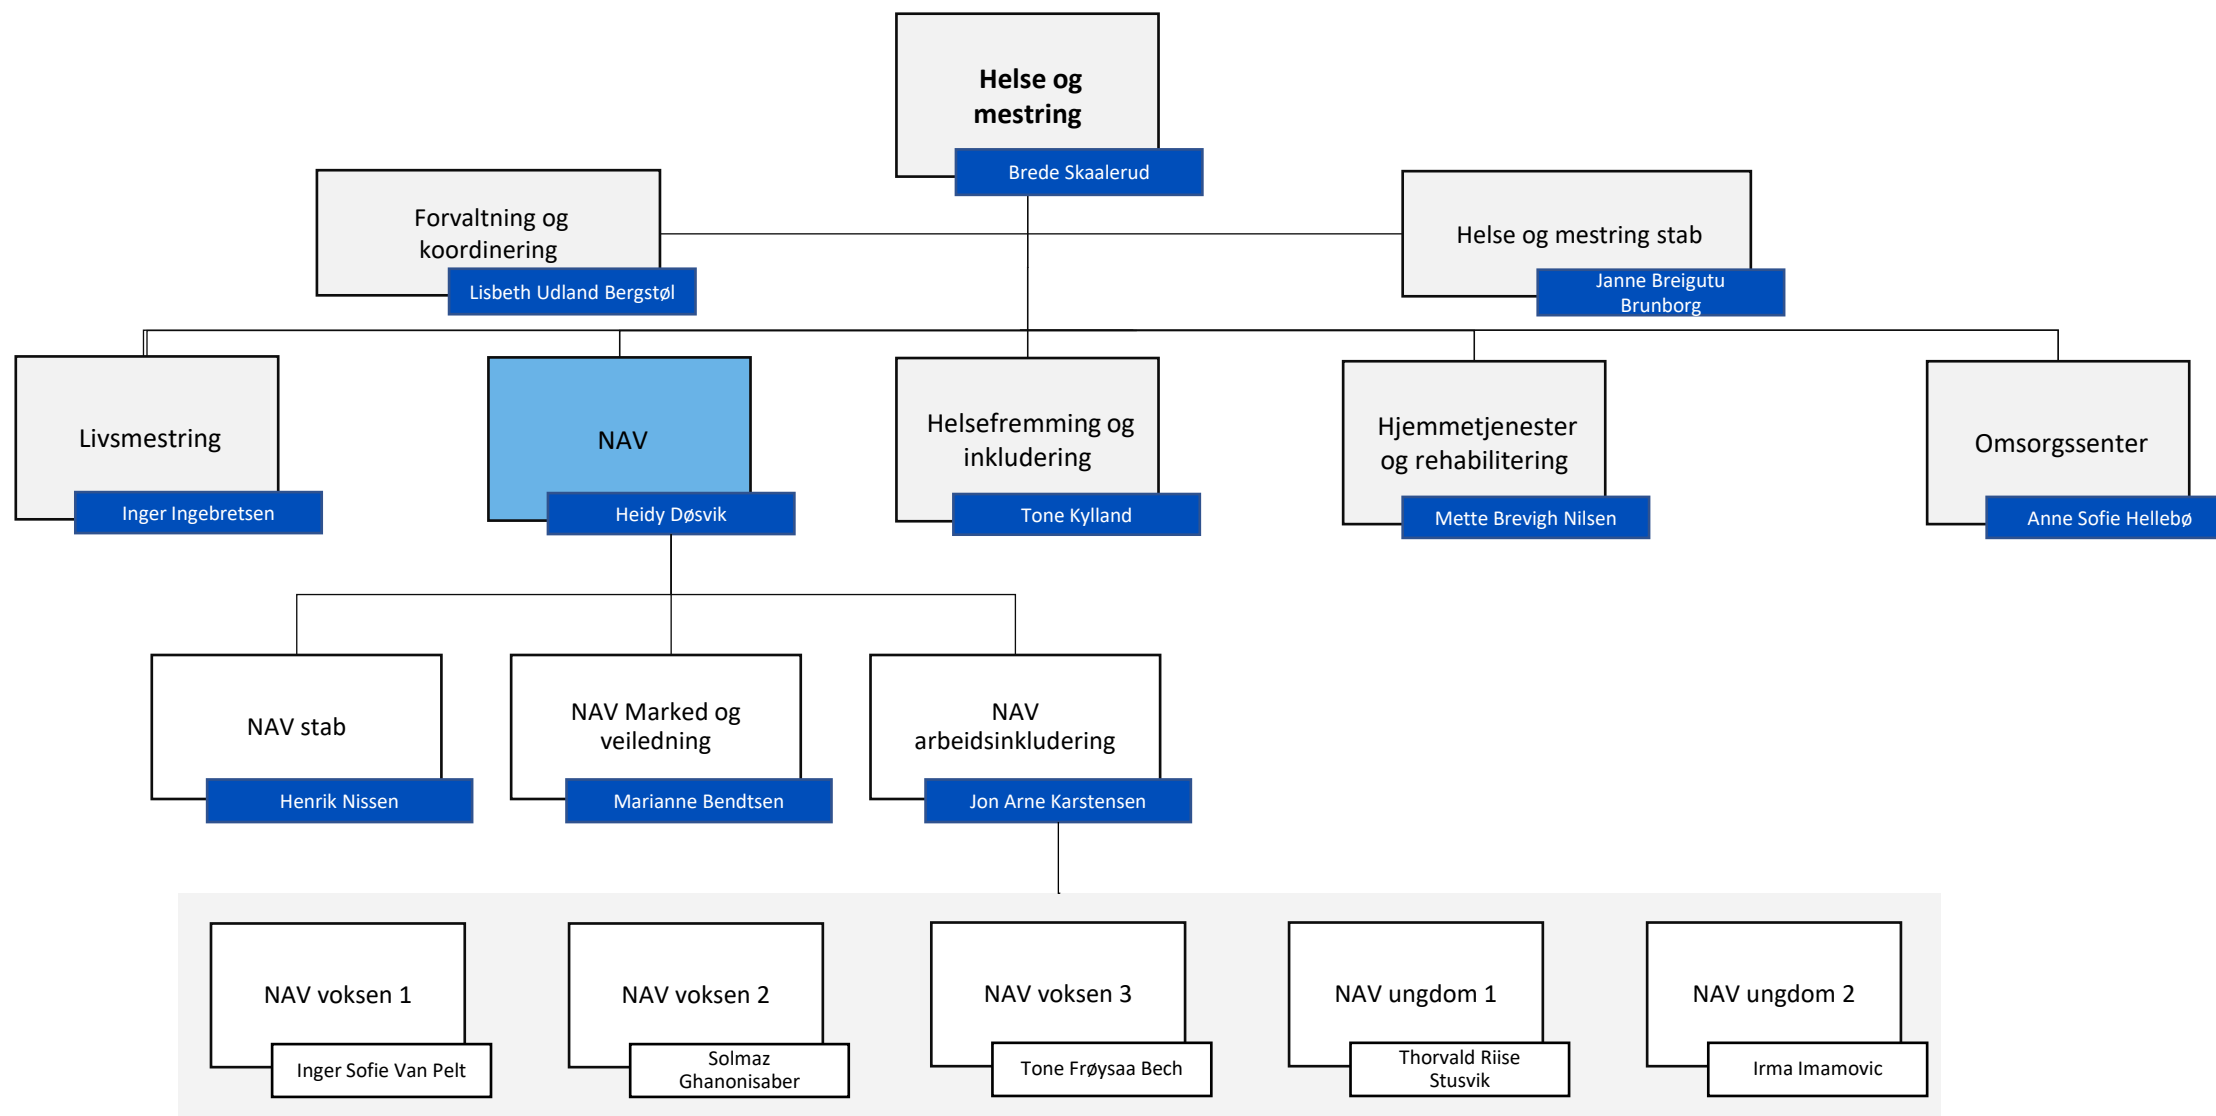 Helse og
mestring
Brede Skaalerud
Forvaltning og
koordinering
Lisbeth Udland Bergstøl
Helse og mestring stab
Janne Breigutu
Brunborg
Livsmestring
Inger Ingebretsen
NAV
Heidy Døsvik
Helsefremming og
inkludering
Tone Kylland
Hjemmetjenester
og rehabilitering
Mette Brevigh Nilsen
Omsorgssenter
Anne Sofie Hellebø
NAV stab
Henrik Nissen
NAV Marked og
veiledning
Marianne Bendtsen
NAV
arbeidsinkludering
Jon Arne Karstensen
NAV voksen 1
Inger Sofie Van Pelt
NAV voksen 2
Solmaz
Ghanonisaber
NAV voksen 3
Tone Frøysaa Bech
NAV ungdom 1
Thorvald Riise
Stusvik
NAV ungdom 2
Irma Imamovic